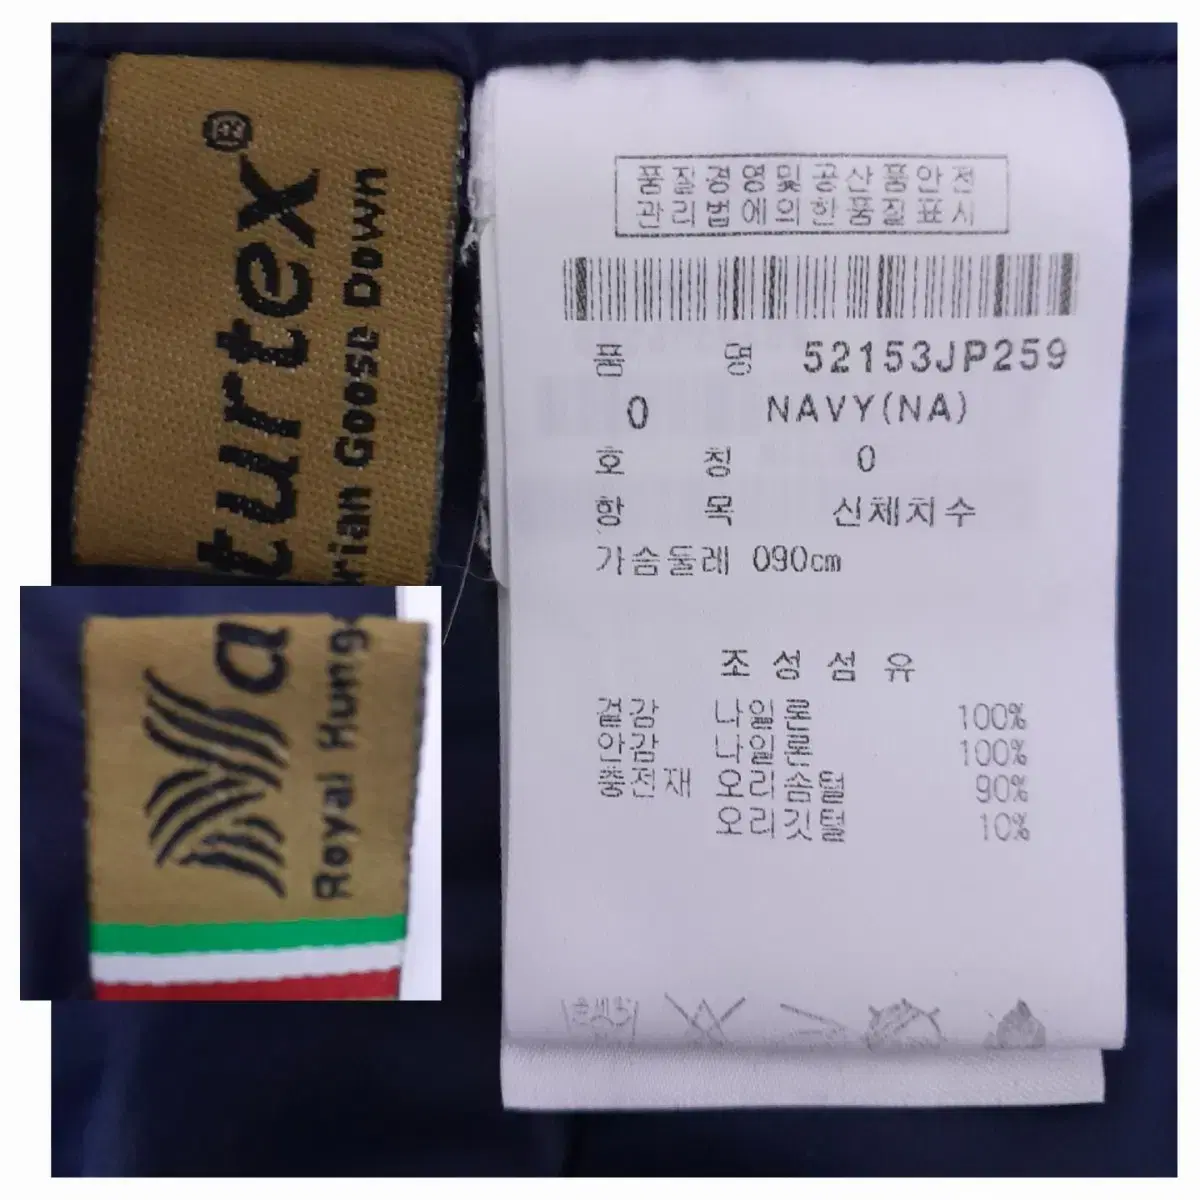 turtex®
rian Goose Down
Na
Royal Hung
품질경영및공산품안전
관리법에의한품질표시
품 명 52153JP259
0 NAVY(NA)
호 칭 0
항 목 신체치수
가슴둘레 090cm
조성섬유
겉감 나일론 100%
안감 나일론 100%
충전재 오리솜털 90%
오리깃털 10%